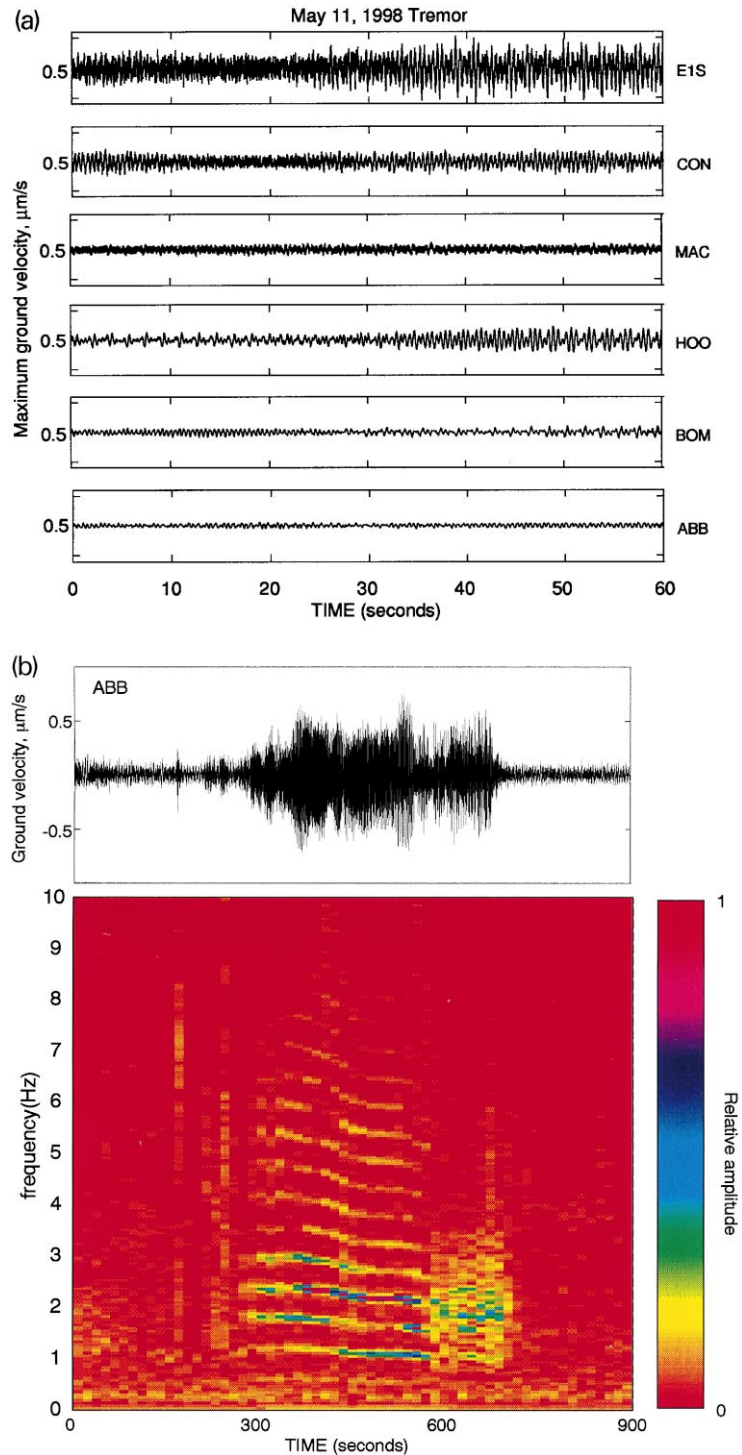 (a)
May 11, 1998 Tremor
Maximum ground velocity, μm/s
0.5
E1S
0.5
CON
0.5
MAC
0.5
HOO
0.5
BOM
0.5
ABB
0 10 20 30 40 50 60
TIME (seconds)
(b)
ABB
Ground velocity, μm/s
0.5
-0.5
frequency(Hz)
10
9
8
7
6
5
4
3
2
1
0
0 300 600 900
TIME (seconds)
1
Relative amplitude
0